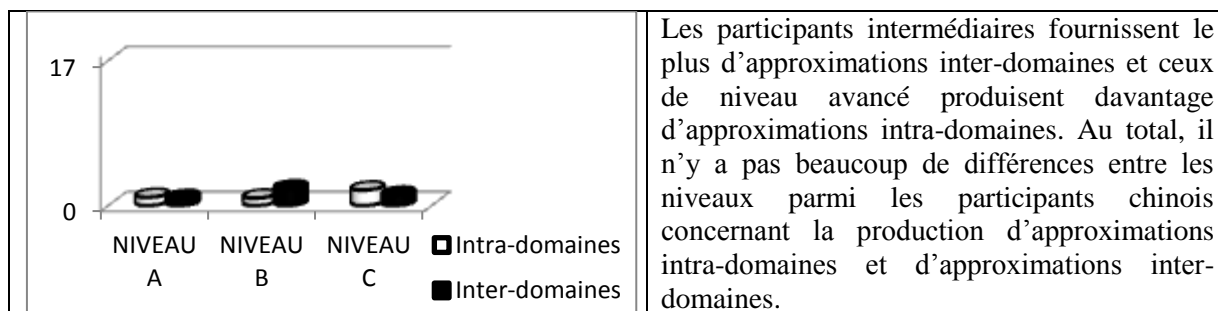 17
0
NIVEAU A
NIVEAU B
NIVEAU C
Intra-domaines
Inter-domaines
Les participants intermédiaires fournissent le
plus d’approximations inter-domaines et ceux
de niveau avancé produisent davantage
d’approximations intra-domaines. Au total, il
n’y a pas beaucoup de différences entre les
niveaux parmi les participants chinois
concernant la production d’approximations
intra-domaines et d’approximations inter-
domaines.